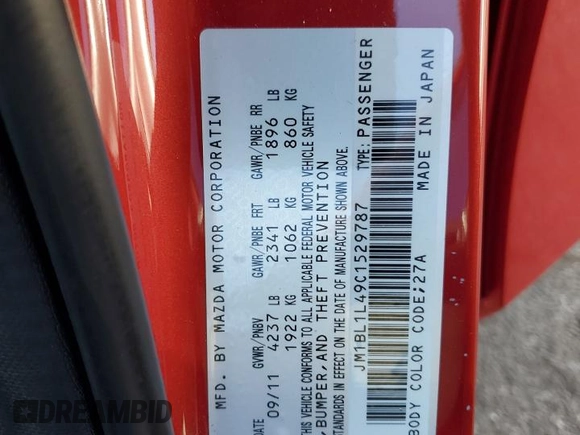 MFD. BY MAZDA MOTOR CORPORATION
DATE GVWR/PNBV GAWR/PNBE FRT GAWR/PNBE RR
09/11 4237 LB 2341 LB 1896 LB
1922 KG 1062 KG 860 KG
THIS VEHICLE CONFORMS TO ALL APPLICABLE FEDERAL MOTOR VEHICLE SAFETY
,BUMPER,AND THEFT PREVENTION
STANDARDS IN EFFECT ON THE DATE OF MANUFACTURE SHOWN ABOVE.
JM1BL1L49C1529787 TYPE: PASSENGER
BODY COLOR CODE;27A MADE IN JAPAN
DREAMBID